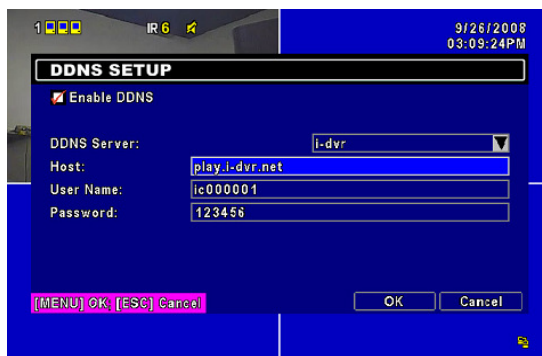 1 IR 6 9/26/2008
03:09:24PM
DDNS SETUP
Enable DDNS
DDNS Server: i-dvr
Host: play.i-dvr.net
User Name: ic000001
Password: 123456
[MENU] OK, [ESC] Cancel OK Cancel